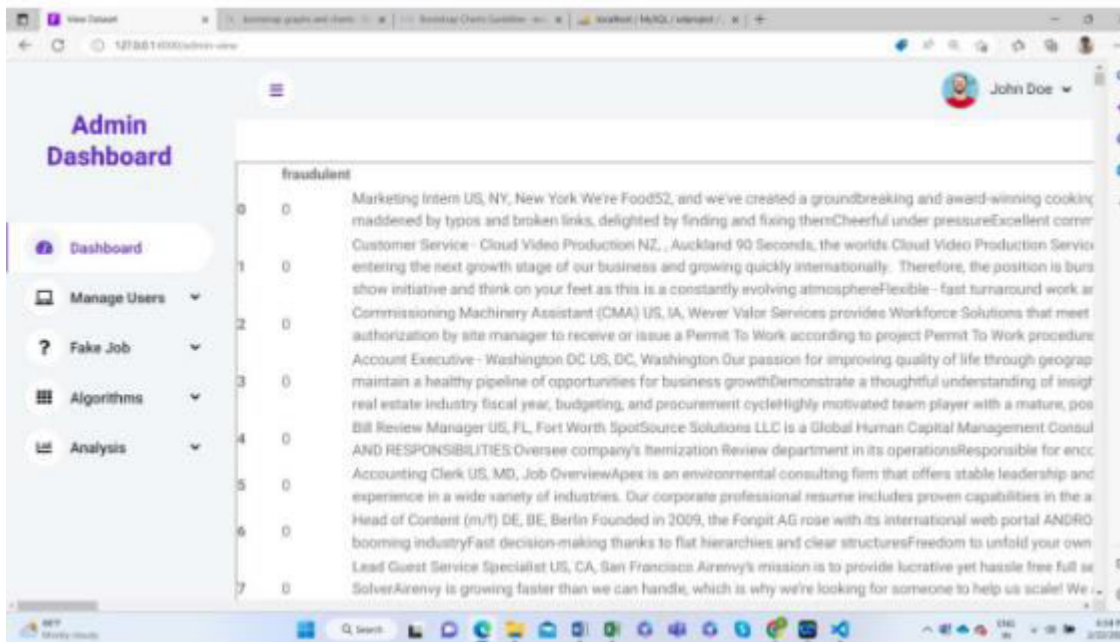 View Dataset
bootstrap graphs and charts
Bootstrap Charts Guideline
localhost / MySQL /
127.0.0.1:8000/admin-view
John Doe
Admin
Dashboard
Dashboard
Manage Users
Fake Job
Algorithms
Analysis
fraudulent
0 0 Marketing Intern US, NY, New York We're Food52, and we've created a groundbreaking and award-winning cooking
maddened by typos and broken links, delighted by finding and fixing themCheerful under pressureExcellent comm
Customer Service - Cloud Video Production NZ, , Auckland 90 Seconds, the worlds Cloud Video Production Service
1 0 entering the next growth stage of our business and growing quickly internationally. Therefore, the position is burs
show initiative and think on your feet as this is a constantly evolving atmosphereFlexible - fast turnaround work an
Commissioning Machinery Assistant (CMA) US, IA, Wever Valor Services provides Workforce Solutions that meet
2 0 authorization by site manager to receive or issue a Permit To Work according to project Permit To Work procedure
Account Executive - Washington DC US, DC, Washington Our passion for improving quality of life through geograp
3 0 maintain a healthy pipeline of opportunities for business growthDemonstrate a thoughtful understanding of insigh
real estate industry fiscal year, budgeting, and procurement cycleHighly motivated team player with a mature, pos
Bill Review Manager US, FL, Fort Worth SpotSource Solutions LLC is a Global Human Capital Management Consul
4 0 AND RESPONSIBILITIES:Oversee company's Itemization Review department in its operationsResponsible for enco
Accounting Clerk US, MD, Job OverviewApex is an environmental consulting firm that offers stable leadership and
5 0 experience in a wide variety of industries. Our corporate professional resume includes proven capabilities in the a
Head of Content (m/f) DE, BE, Berlin Founded in 2009, the Fonpit AG rose with its international web portal ANDRO
6 0 booming industryFast decision-making thanks to flat hierarchies and clear structuresFreedom to unfold your own
Lead Guest Service Specialist US, CA, San Francisco Airenvy's mission is to provide lucrative yet hassle free full se
7 0 SolverAirenvy is growing faster than we can handle, which is why we're looking for someone to help us scale! We
Mostly cloudy
Search
ENG
IN